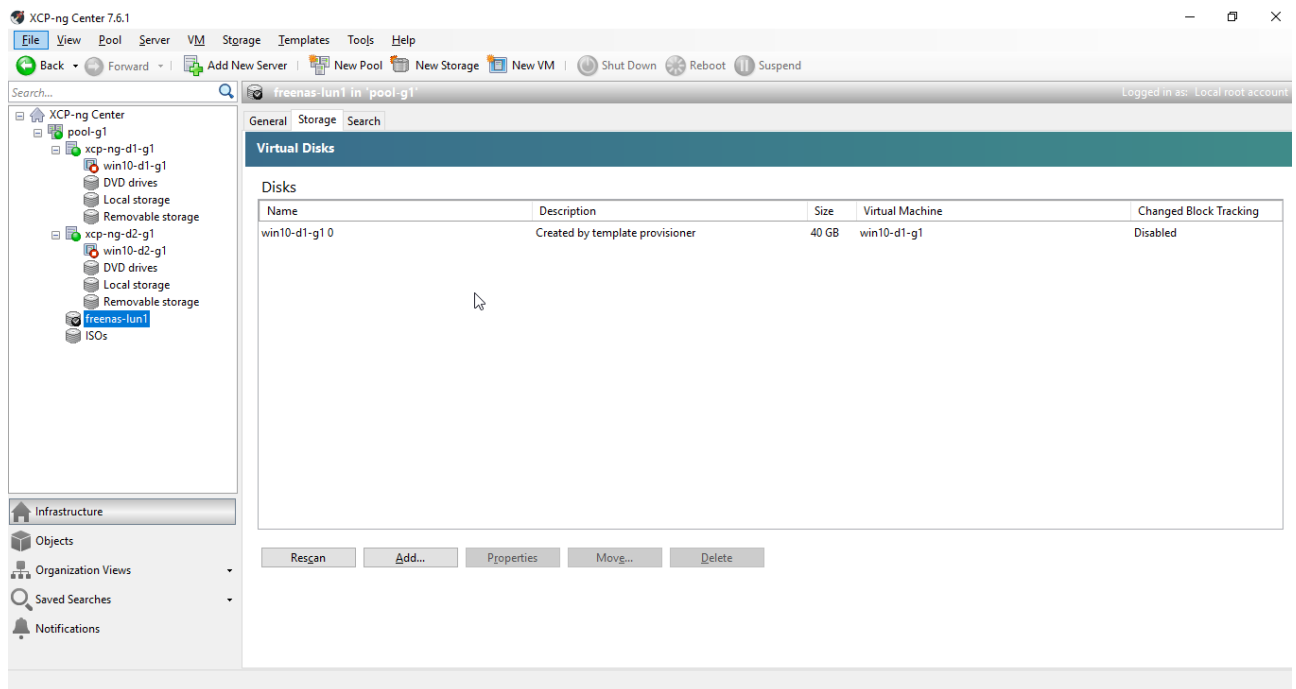 XCP-ng Center 7.6.1
File View Pool Server VM Storage Templates Tools Help
Back Forward Add New Server New Pool New Storage New VM Shut Down Reboot Suspend
Search...
freenas-lun1 in 'pool-g1' Logged in as: Local root account
XCP-ng Center
pool-g1
xcp-ng-d1-g1
win10-d1-g1
DVD drives
Local storage
Removable storage
xcp-ng-d2-g1
win10-d2-g1
DVD drives
Local storage
Removable storage
freenas-lun1
ISOs
Infrastructure
Objects
Organization Views
Saved Searches
Notifications
General Storage Search
Virtual Disks
Disks
Name Description Size Virtual Machine Changed Block Tracking
win10-d1-g1 0 Created by template provisioner 40 GB win10-d1-g1 Disabled
Rescan Add... Properties Move... Delete